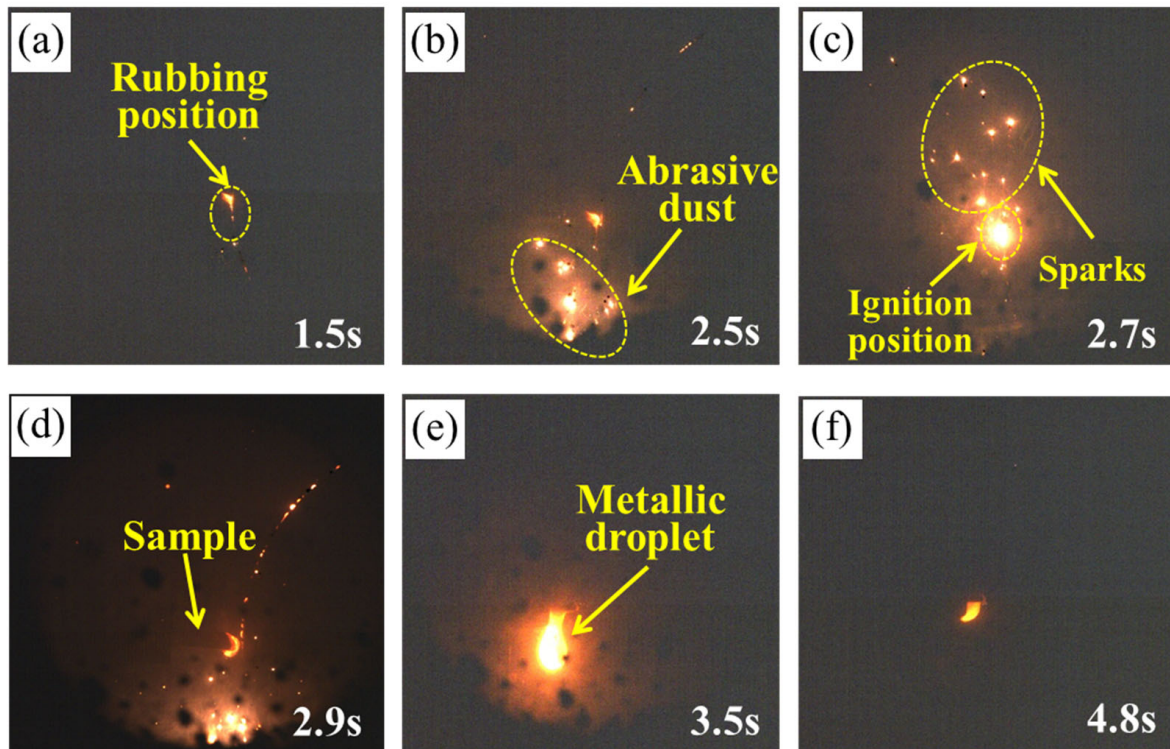 (a)
Rubbing
position
1.5s
(b)
Abrasive
dust
2.5s
(c)
Sparks
Ignition
position
2.7s
(d)
Sample
2.9s
(e)
Metallic
droplet
3.5s
(f)
4.8s